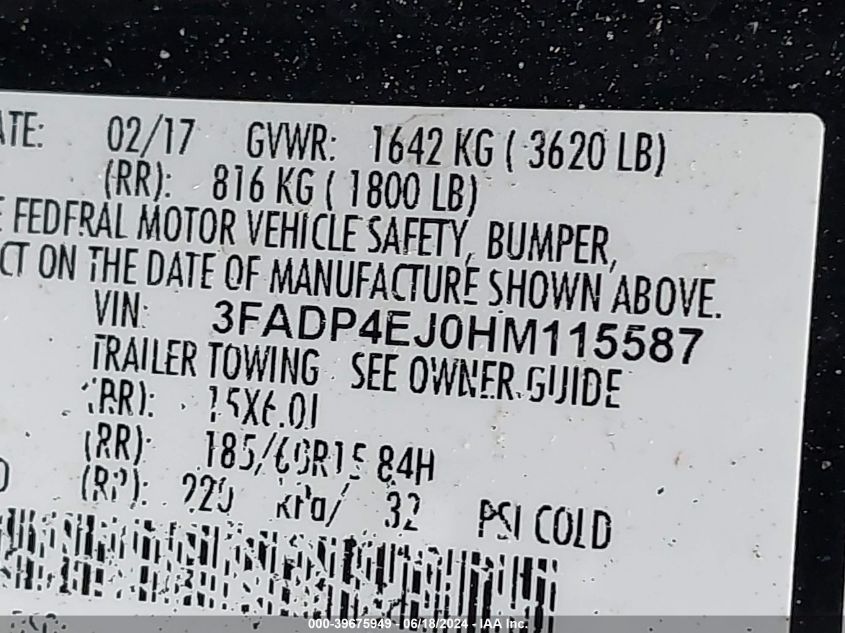 ATE: 02/17 GVWR: 1642 KG ( 3620 LB)
(RR): 816 KG ( 1800 LB)
E FEDERAL MOTOR VEHICLE SAFETY, BUMPER,
CT ON THE DATE OF MANUFACTURE SHOWN ABOVE.
VIN: 3FADP4EJ0HM115587
TRAILER TOWING SEE OWNER GUIDE
(RR): 15X6.0J
(RR): 185/60R15 84H
(RR): 220 kPa/ 32 PSI COLD
000-39675949 - 06/18/2024 - IAA Inc.